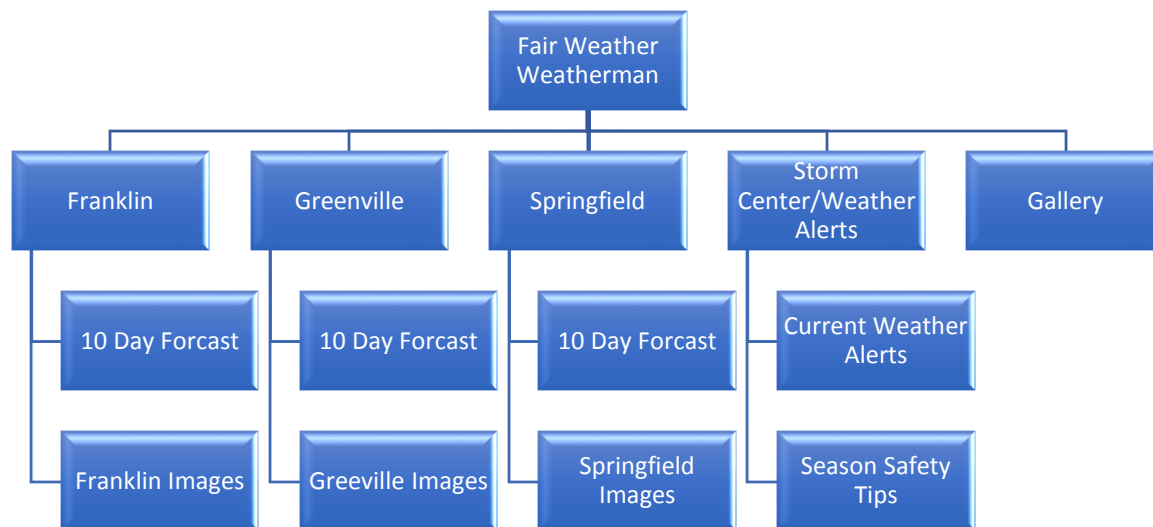 Fair Weather
Weatherman
Franklin
Greenville
Springfield
Storm
Center/Weather
Alerts
Gallery
10 Day Forcast
10 Day Forcast
10 Day Forcast
Current Weather
Alerts
Franklin Images
Greeville Images
Springfield
Images
Season Safety
Tips